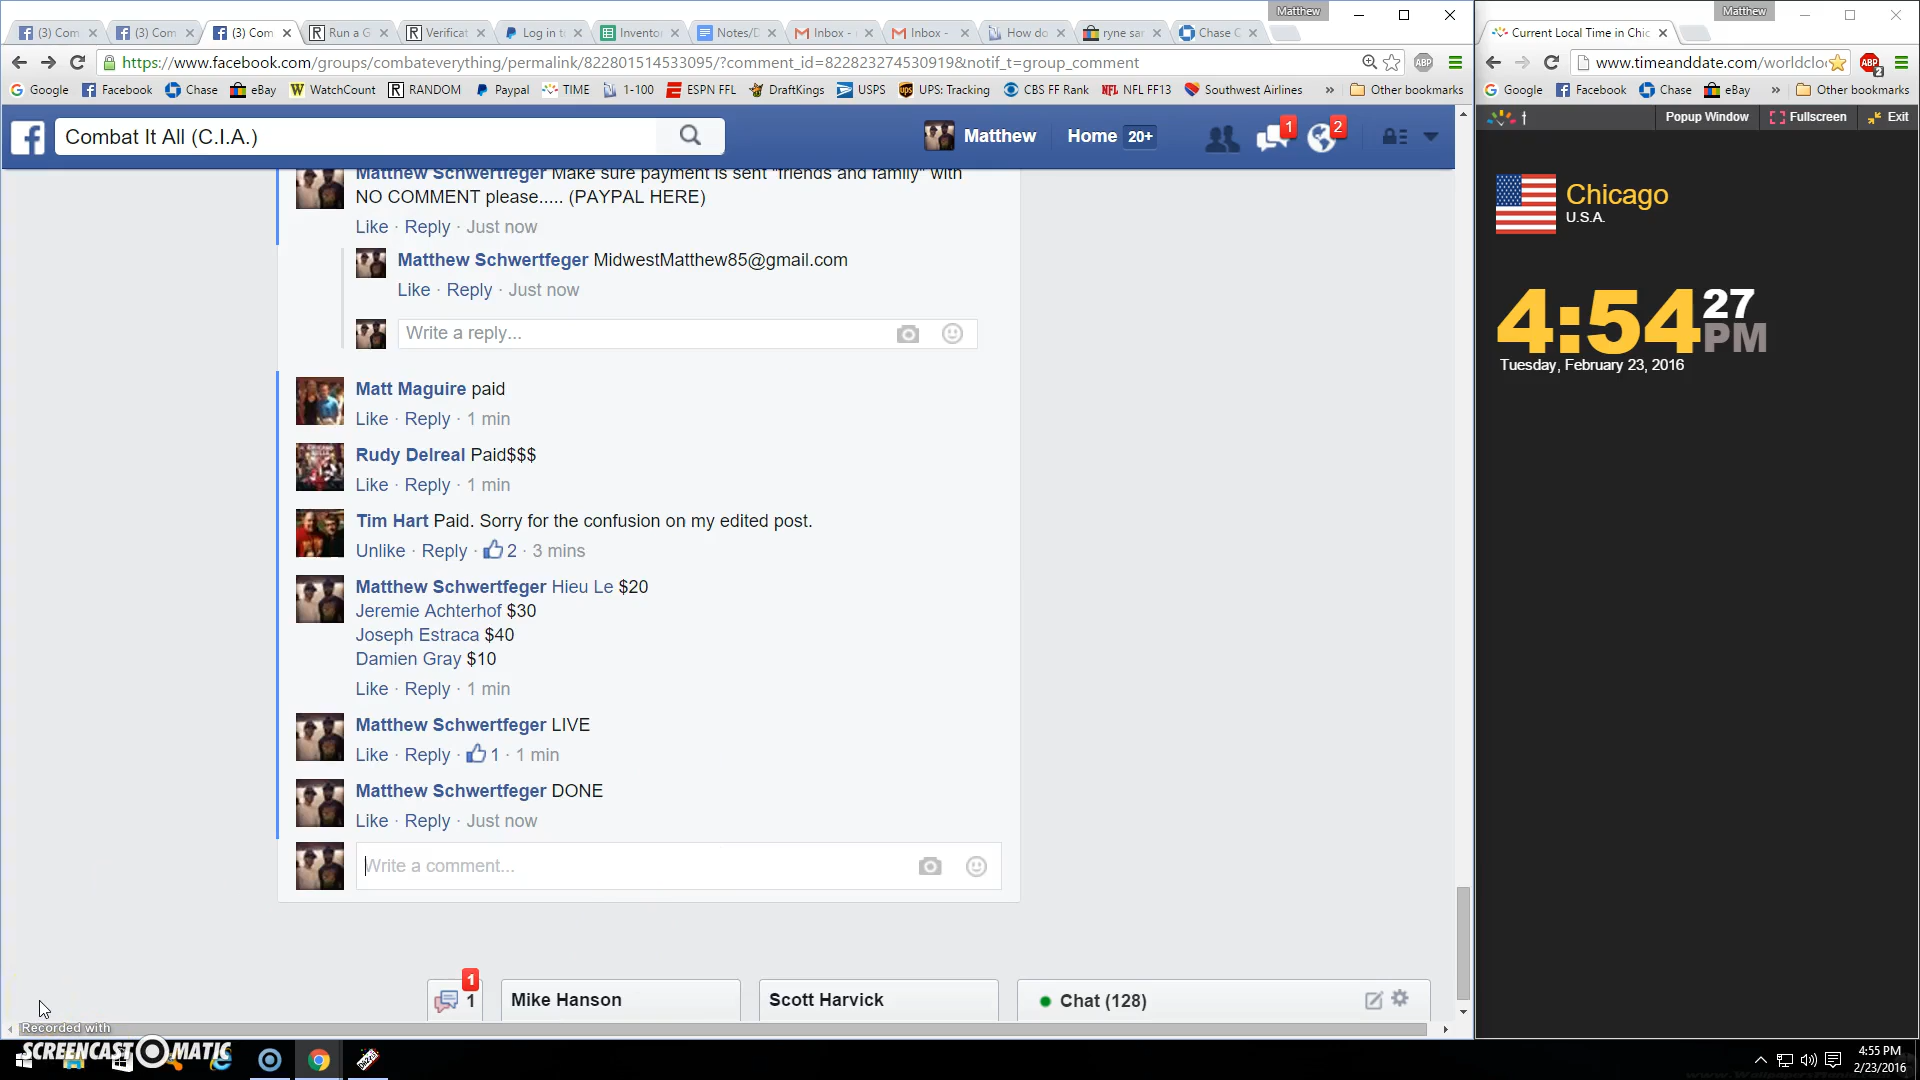 Matthew
(3) Com
(3) Com
(3) Com
Run a G
Verificat
Log in t
Invento
Notes/D
Inbox -
Inbox -
How do
ryne sar
Chase C
https://www.facebook.com/groups/combateverything/permalink/822801514533095/?comment_id=822823274530919&notif_t=group_comment
ABP
Google
Facebook
Chase
eBay
WatchCount
RANDOM
Paypal
TIME
1-100
ESPN FFL
DraftKings
USPS
UPS: Tracking
CBS FF Rank
NFL FF13
Southwest Airlines
»
Other bookmarks
Combat It All (C.I.A.)
Matthew
Home 20+
1
2
Matthew Schwertfeger Make sure payment is sent "friends and family" with
NO COMMENT please..... (PAYPAL HERE)
Like · Reply · Just now
Matthew Schwertfeger MidwestMatthew85@gmail.com
Like · Reply · Just now
Write a reply...
Matt Maguire paid
Like · Reply · 1 min
Rudy Delreal Paid$$$
Like · Reply · 1 min
Tim Hart Paid. Sorry for the confusion on my edited post.
Unlike · Reply · 2 · 3 mins
Matthew Schwertfeger Hieu Le $20
Jeremie Achterhof $30
Joseph Estraca $40
Damien Gray $10
Like · Reply · 1 min
Matthew Schwertfeger LIVE
Like · Reply · 1 · 1 min
Matthew Schwertfeger DONE
Like · Reply · Just now
Write a comment...
1
1
Mike Hanson
Scott Harvick
Chat (128)
Matthew
Current Local Time in Chic
www.timeanddate.com/worldclo
ABP
2
Google
Facebook
Chase
eBay
»
Other bookmarks
t
Popup Window
Fullscreen
Exit
Chicago
U.S.A.
4:54 27
PM
Tuesday, February 23, 2016
Recorded with
SCREENCAST MATIC
4:55 PM
2/23/2016